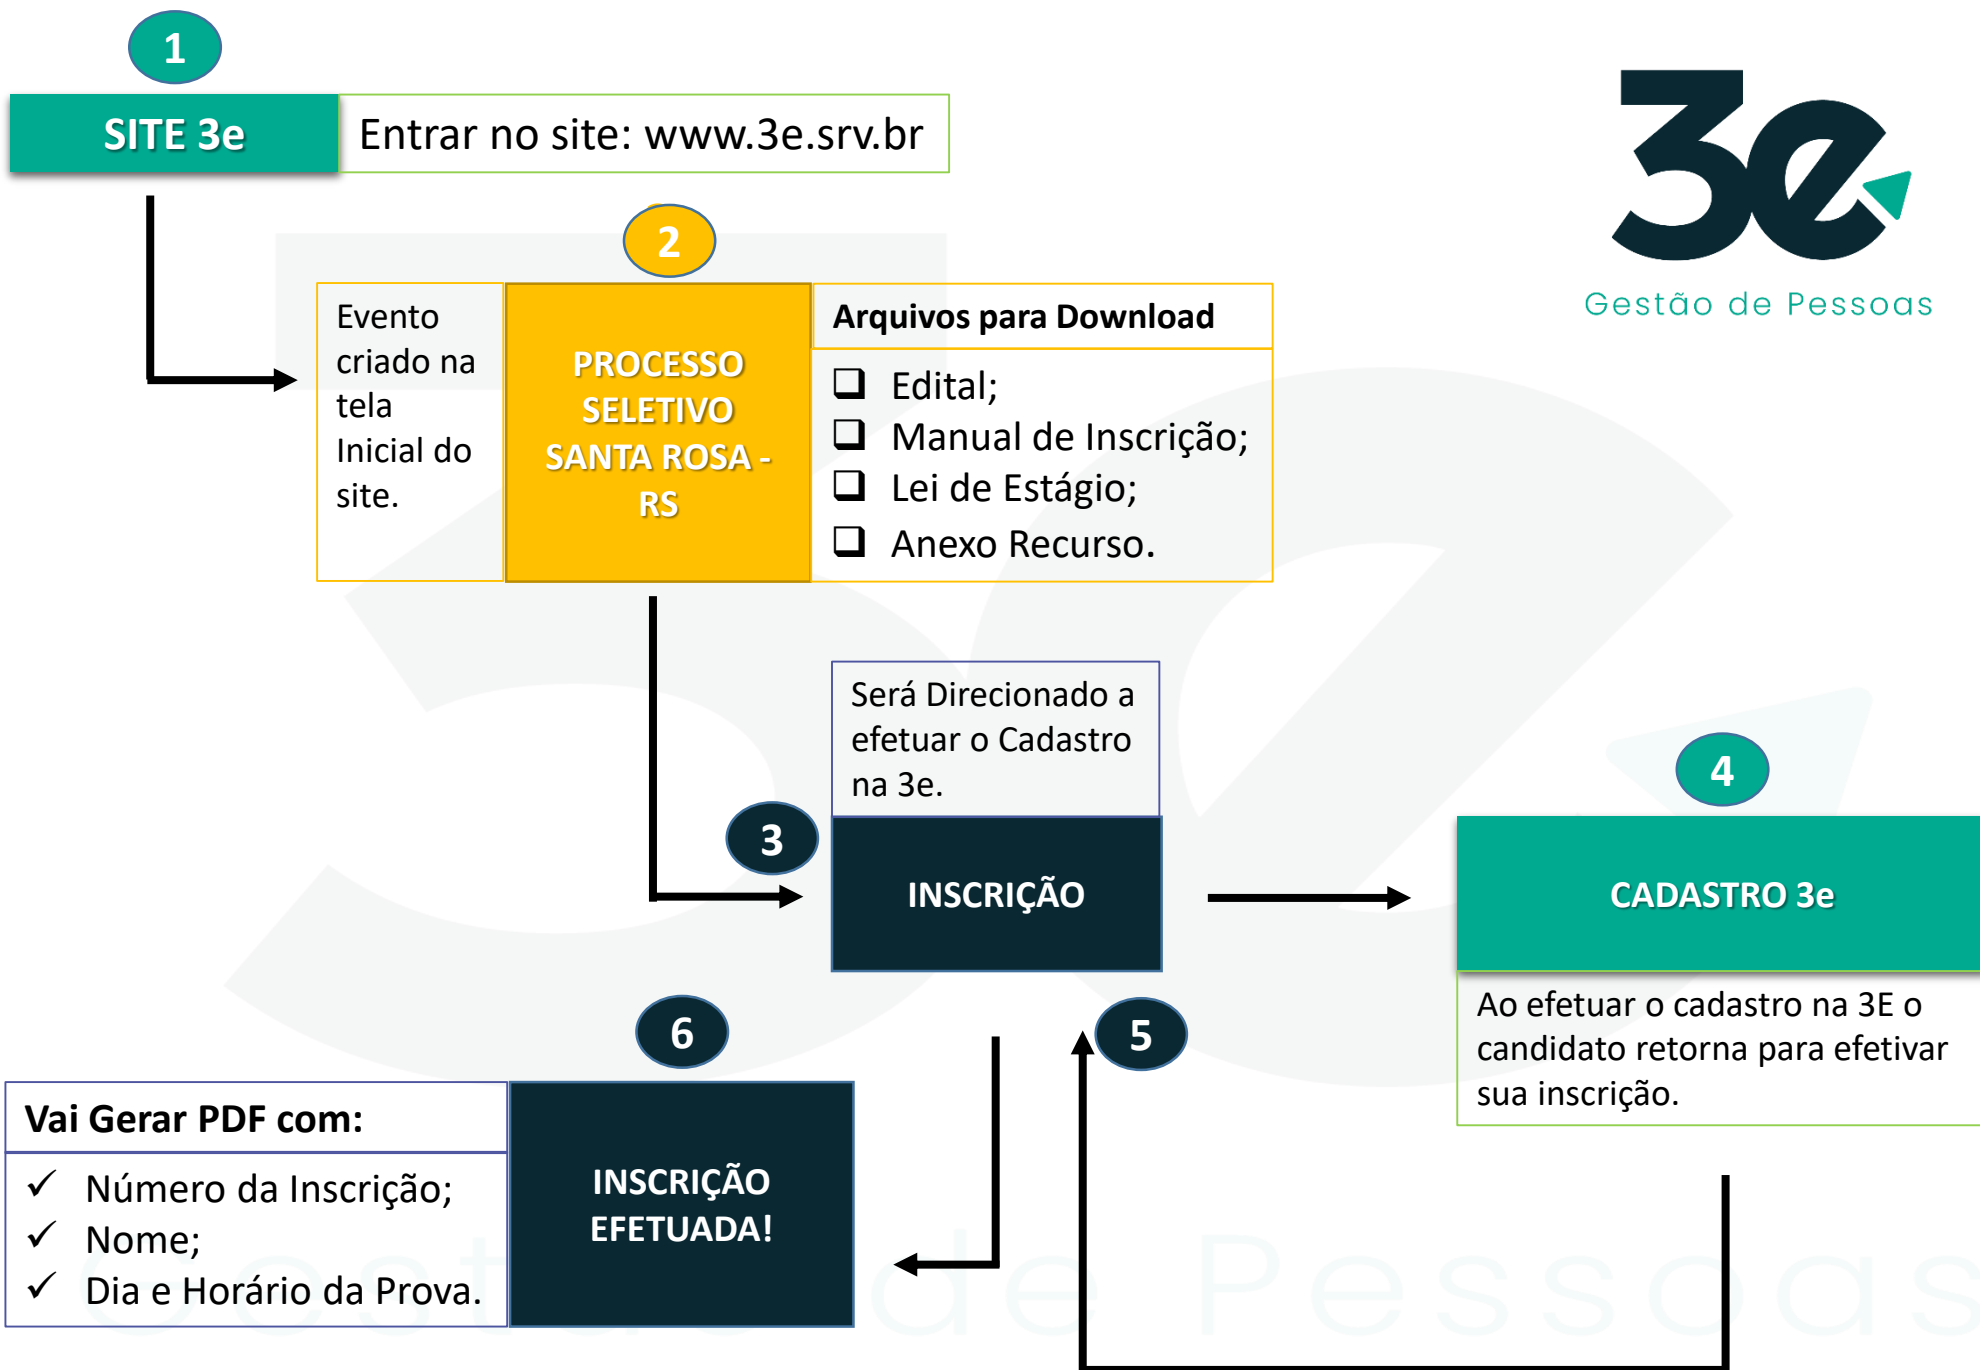 1
SITE 3e
Entrar no site: www.3e.srv.br
3e
Gestão de Pessoas
2
Evento
criado na
tela
Inicial do
site.
PROCESSO
SELETIVO
SANTA ROSA -
RS
Arquivos para Download
Edital;
Manual de Inscrição;
Lei de Estágio;
Anexo Recurso.
Será Direcionado a
efetuar o Cadastro
na 3e.
3
INSCRIÇÃO
4
CADASTRO 3e
Ao efetuar o cadastro na 3E o
candidato retorna para efetivar
sua inscrição.
5
6
INSCRIÇÃO
EFETUADA!
Vai Gerar PDF com:
Número da Inscrição;
Nome;
Dia e Horário da Prova.
3e
Gestão de Pessoas